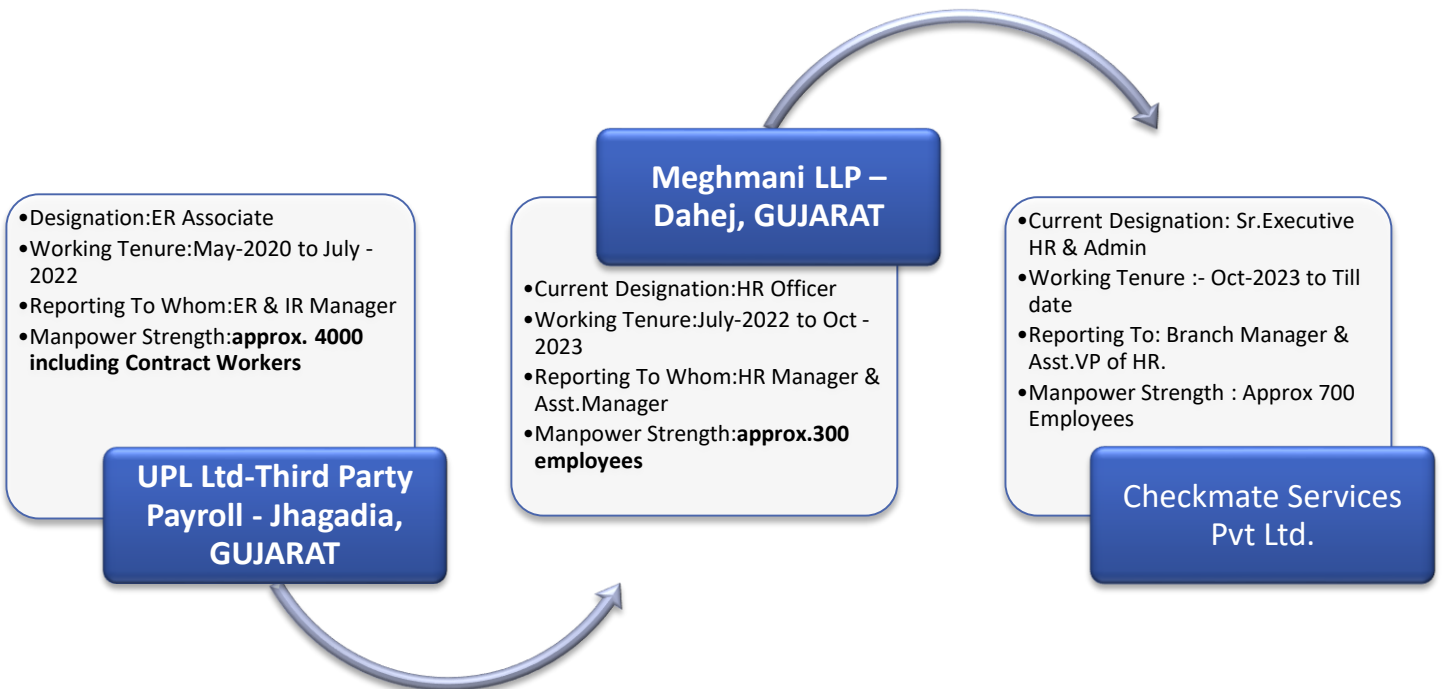 •Designation:ER Associate
•Working Tenure:May-2020 to July -
2022
•Reporting To Whom:ER & IR Manager
•Manpower Strength:approx. 4000
including Contract Workers
UPL Ltd-Third Party
Payroll - Jhagadia,
GUJARAT
Meghmani LLP –
Dahej, GUJARAT
•Current Designation:HR Officer
•Working Tenure:July-2022 to Oct -
2023
•Reporting To Whom:HR Manager &
Asst.Manager
•Manpower Strength:approx.300
employees
•Current Designation: Sr.Executive
HR & Admin
•Working Tenure :- Oct-2023 to Till
date
•Reporting To: Branch Manager &
Asst.VP of HR.
•Manpower Strength : Approx 700
Employees
Checkmate Services
Pvt Ltd.